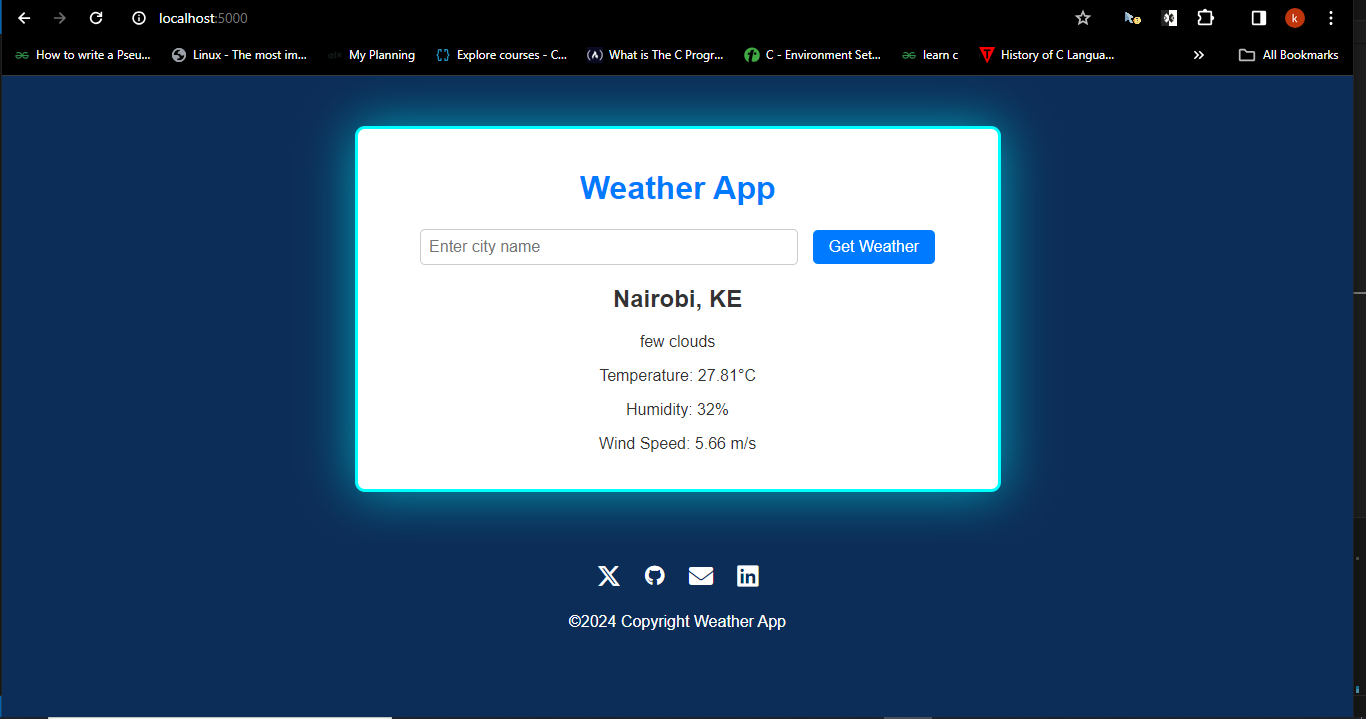 localhost:5000
k
How to write a Pseu... Linux - The most im... My Planning Explore courses - C... What is The C Progr... C - Environment Set... learn c History of C Langua... » All Bookmarks
Weather App
Enter city name Get Weather
Nairobi, KE
few clouds
Temperature: 27.81°C
Humidity: 32%
Wind Speed: 5.66 m/s
©2024 Copyright Weather App